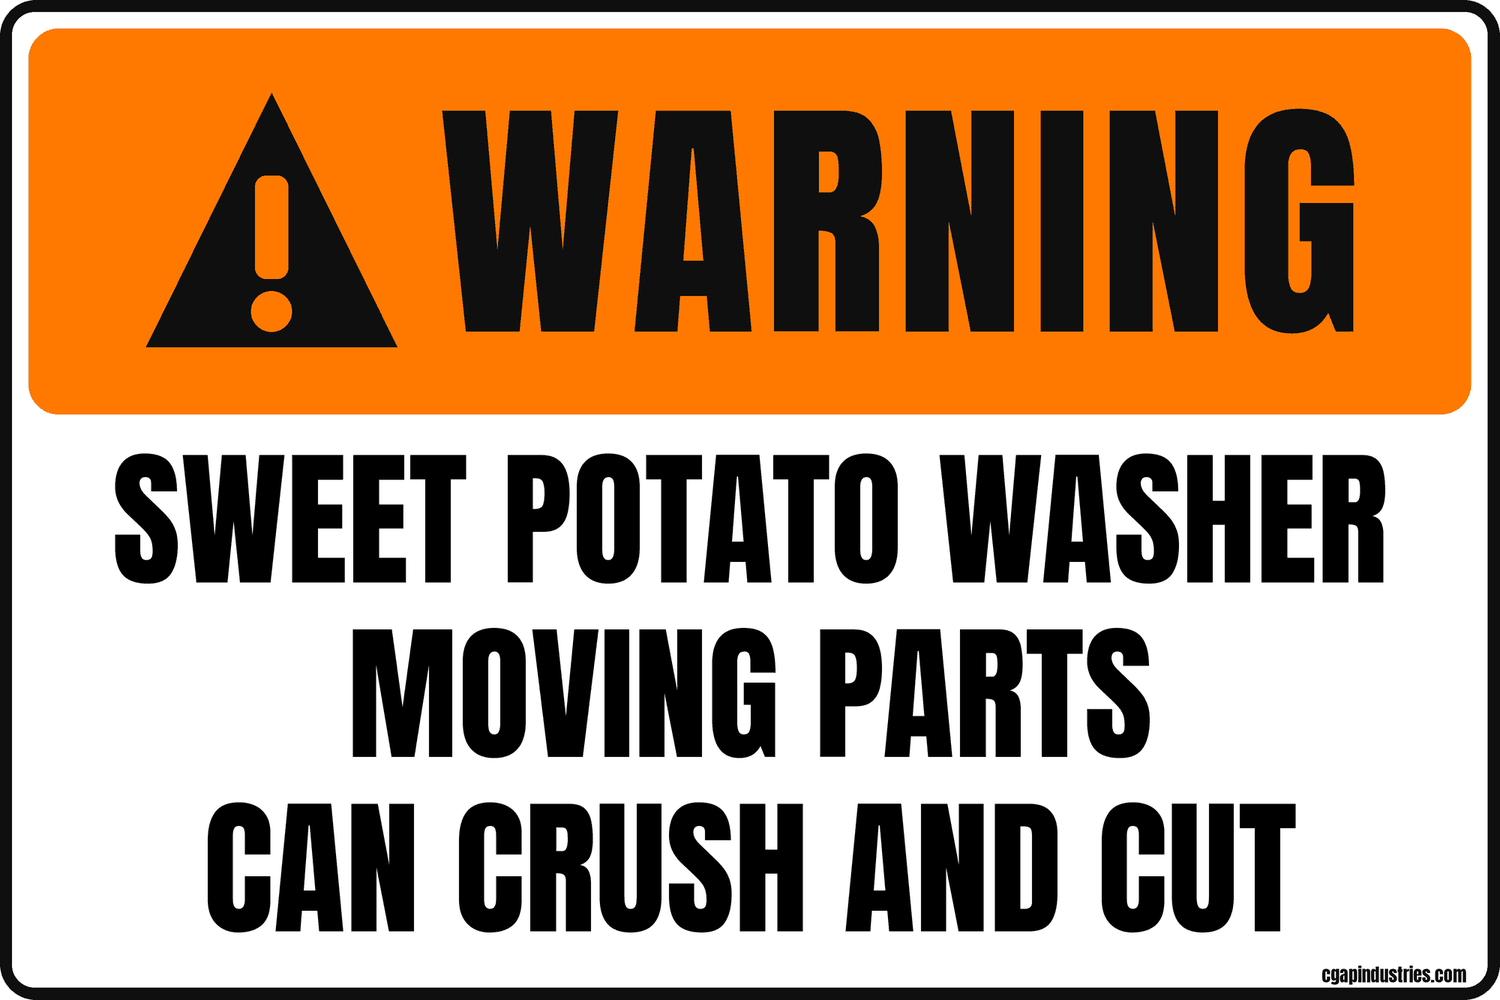 WARNING
SWEET POTATO WASHER
MOVING PARTS
CAN CRUSH AND CUT
cgapindustries.com